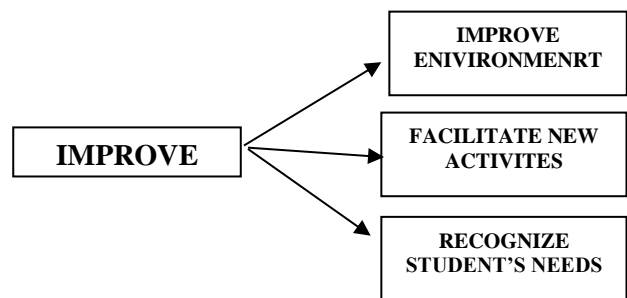 IMPROVE
IMPROVE
ENIVIRONMENRT
FACILITATE NEW
ACTIVITES
RECOGNIZE
STUDENT'S NEEDS